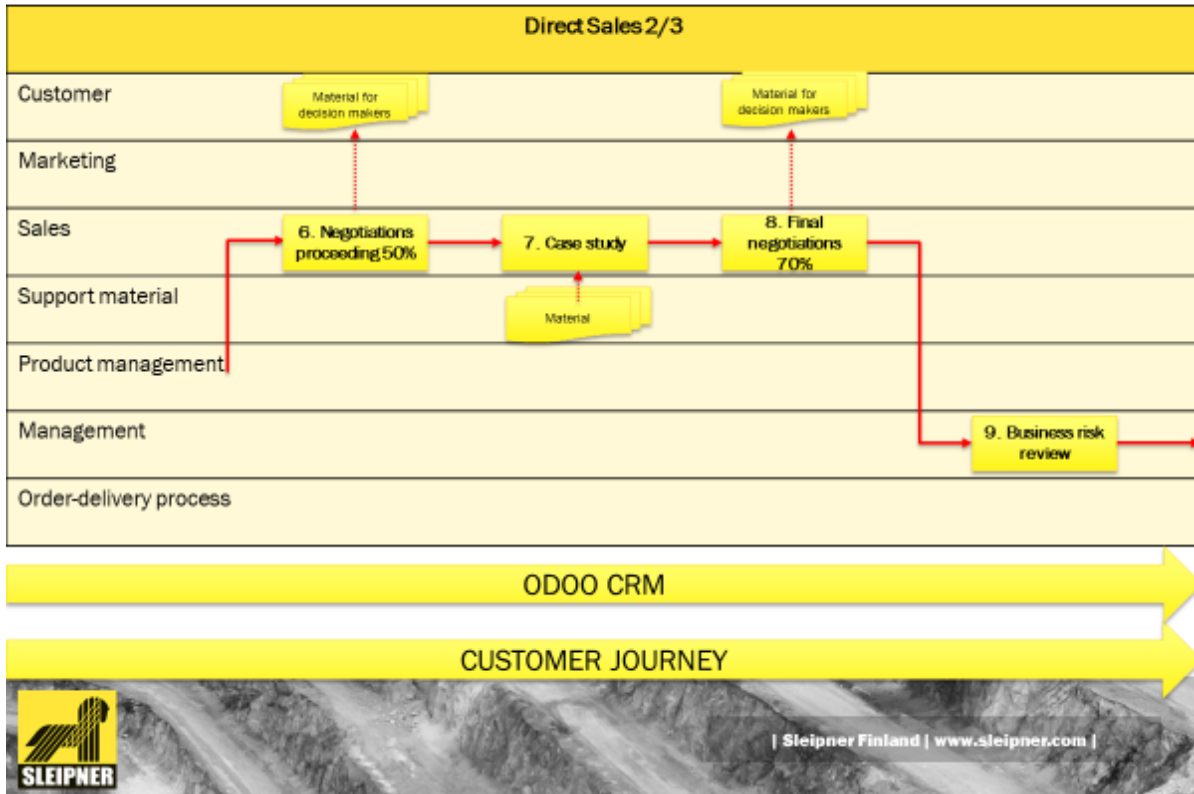 Direct Sales 2/3
Customer
Material for
decision makers
Material for
decision makers
Marketing
Sales
6. Negotiations
proceeding 50%
7. Case study
8. Final
negotiations
70%
Support material
Material
Product management
Management
9. Business risk
review
Order-delivery process
ODOO CRM
CUSTOMER JOURNEY
SLEIPNER
| Sleipner Finland | www.sleipner.com |